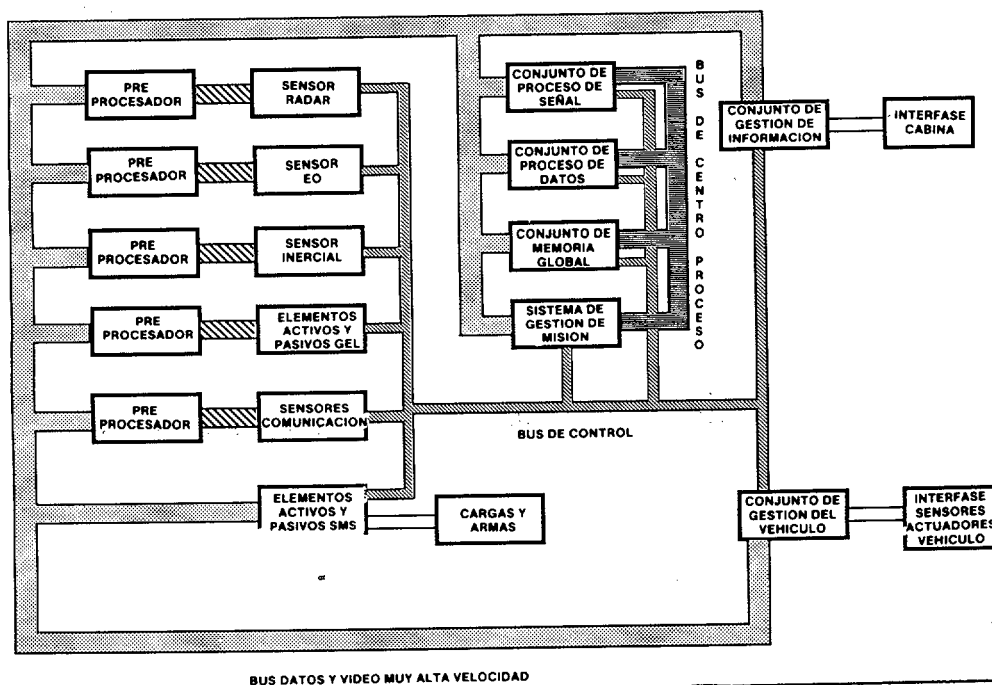 PRE
PROCESADOR
SENSOR
RADAR
PRE
PROCESADOR
SENSOR
EO
PRE
PROCESADOR
SENSOR
INERCIAL
PRE
PROCESADOR
ELEMENTOS
ACTIVOS Y
PASIVOS GEL
PRE
PROCESADOR
SENSORES
COMUNICACION
ELEMENTOS
ACTIVOS Y
PASIVOS SMS
CARGAS Y
ARMAS
CONJUNTO DE
PROCESO DE
SEÑAL
CONJUNTO DE
PROCESO DE
DATOS
CONJUNTO DE
MEMORIA
GLOBAL
SISTEMA DE
GESTION DE
MISION
BUS DE CENTRO PROCESO
CONJUNTO DE
GESTION DE
INFORMACION
INTERFASE
CABINA
BUS DE CONTROL
CONJUNTO DE
GESTION DEL
VEHICULO
INTERFASE
SENSORES
ACTUADORES
VEHICULO
BUS DATOS Y VIDEO MUY ALTA VELOCIDAD